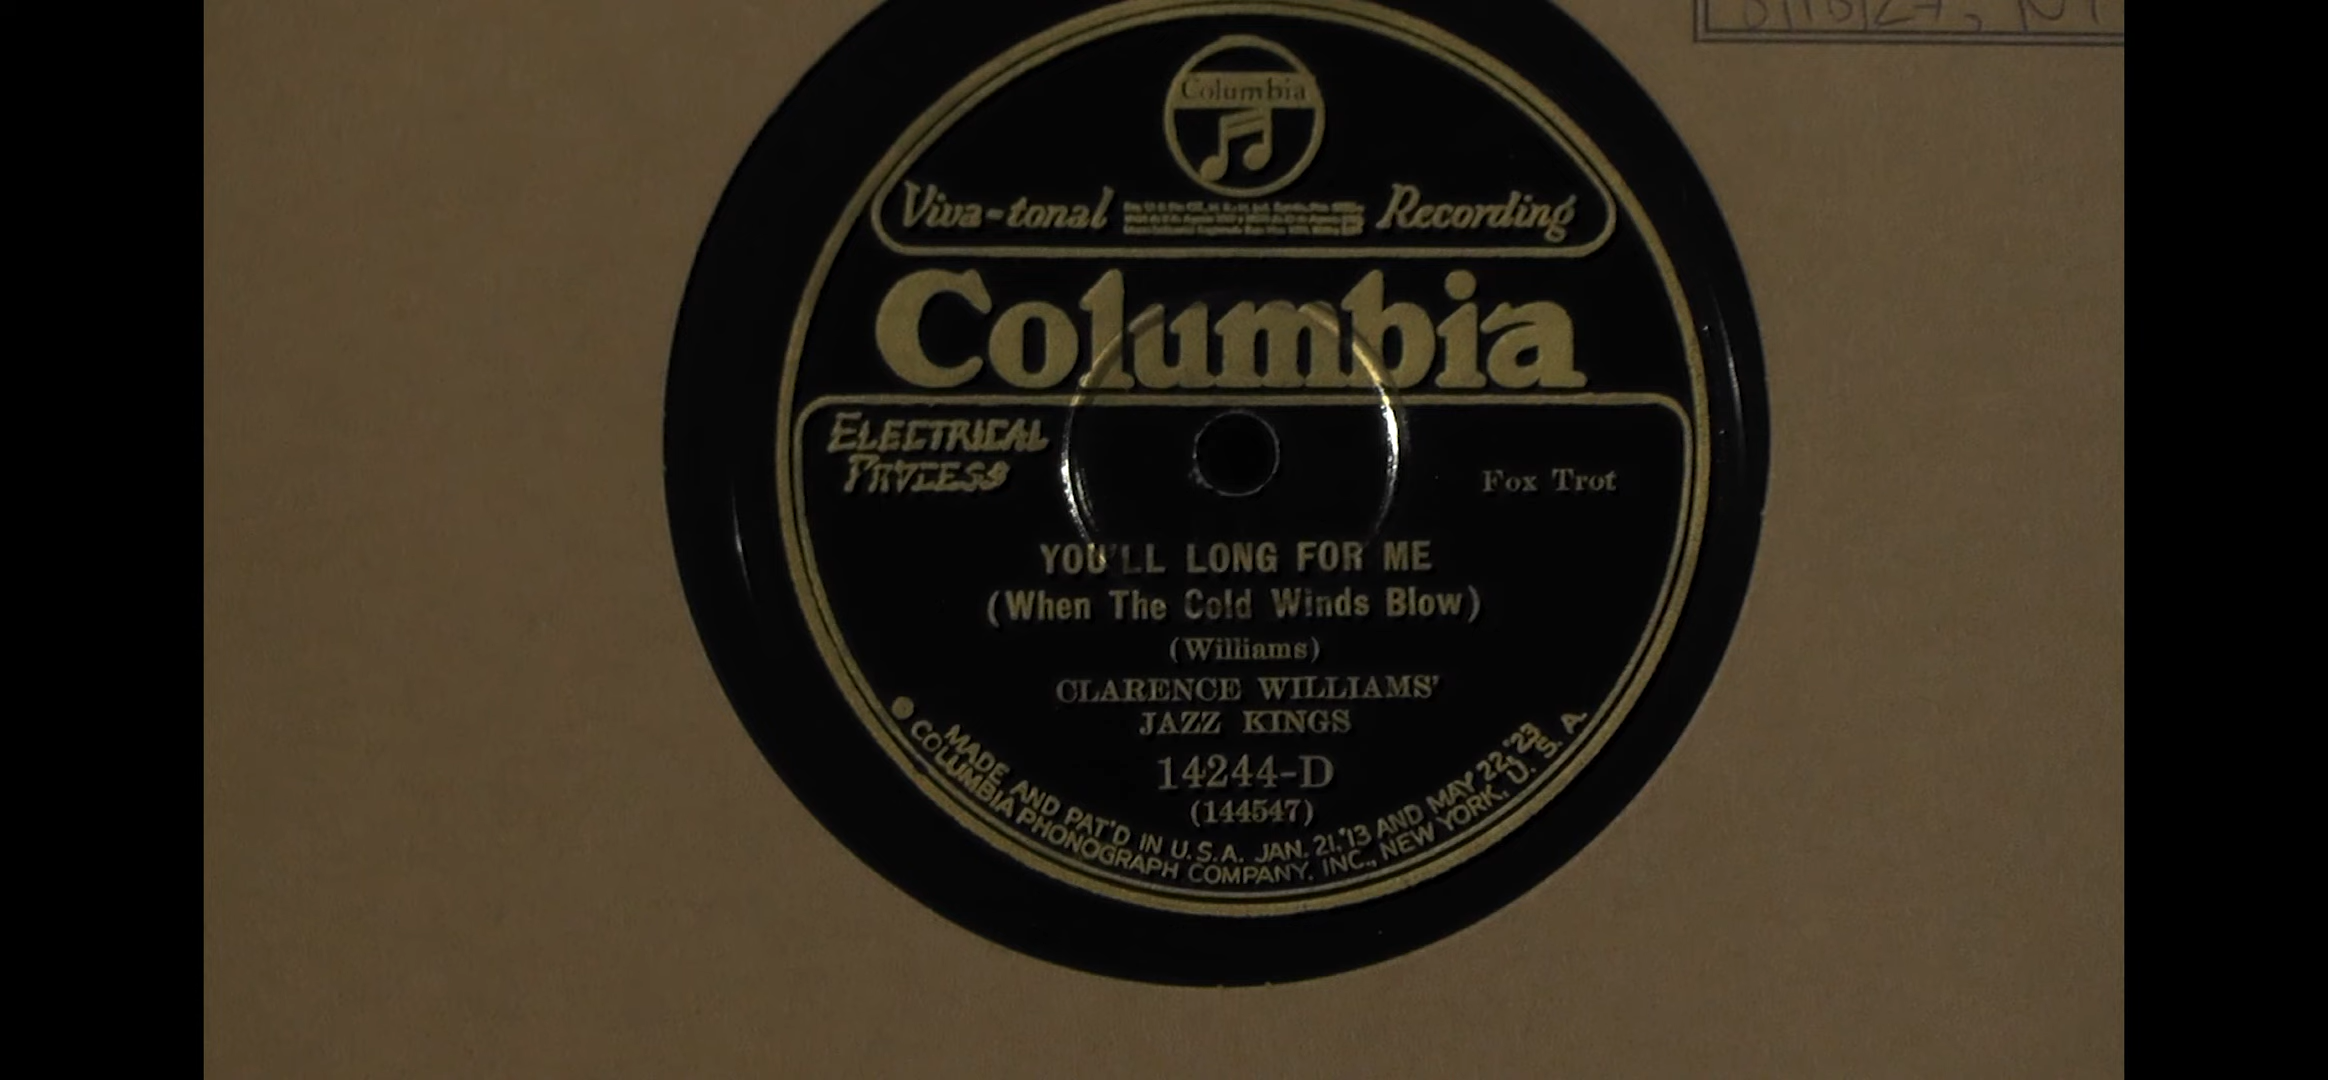 Columbia
Viva-tonal Recording
Columbia
ELECTRICAL
PROCESS
Fox Trot
YOU'LL LONG FOR ME
(When The Cold Winds Blow)
(Williams)
CLARENCE WILLIAMS'
JAZZ KINGS
14244-D
(144547)
MADE AND PAT'D IN U.S.A. JAN. 21.'13 AND MAY 22,'23
COLUMBIA PHONOGRAPH COMPANY, INC., NEW YORK, U. S. A.